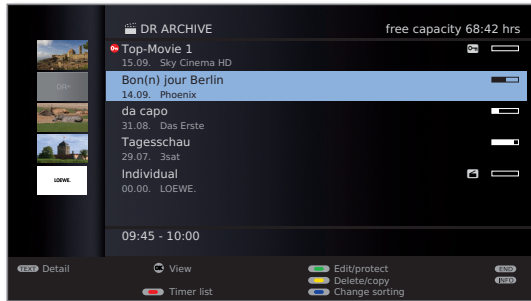 DR ARCHIVE free capacity 68:42 hrs
Top-Movie 1
15.09. Sky Cinema HD
DR+
Bon(n) jour Berlin
14.09. Phoenix
da capo
31.08. Das Erste
Tagesschau
29.07. 3sat
LOEWE.
Individual
00.00. LOEWE.
09:45 - 10:00
TEXT Detail OK View Edit/protect END
Delete/copy INFO
Timer list Change sorting